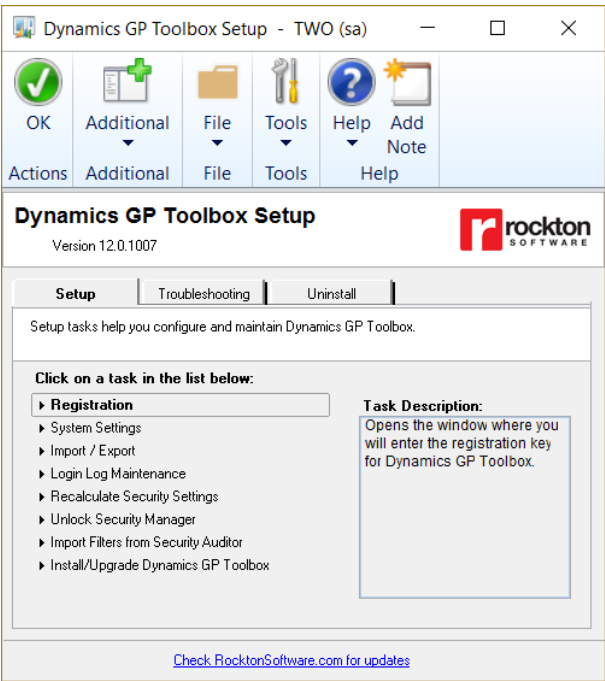 Dynamics GP Toolbox Setup - TWO (sa)
OK
Additional
File
Tools
Help
Add
Note
Actions
Additional
File
Tools
Help
Dynamics GP Toolbox Setup
Version 12.0.1007
rockton
SOFTWARE
Setup
Troubleshooting
Uninstall
Setup tasks help you configure and maintain Dynamics GP Toolbox.
Click on a task in the list below:
Registration
System Settings
Import / Export
Login Log Maintenance
Recalculate Security Settings
Unlock Security Manager
Import Filters from Security Auditor
Install/Upgrade Dynamics GP Toolbox
Task Description:
Opens the window where you
will enter the registration key
for Dynamics GP Toolbox.
Check RocktonSoftware.com for updates